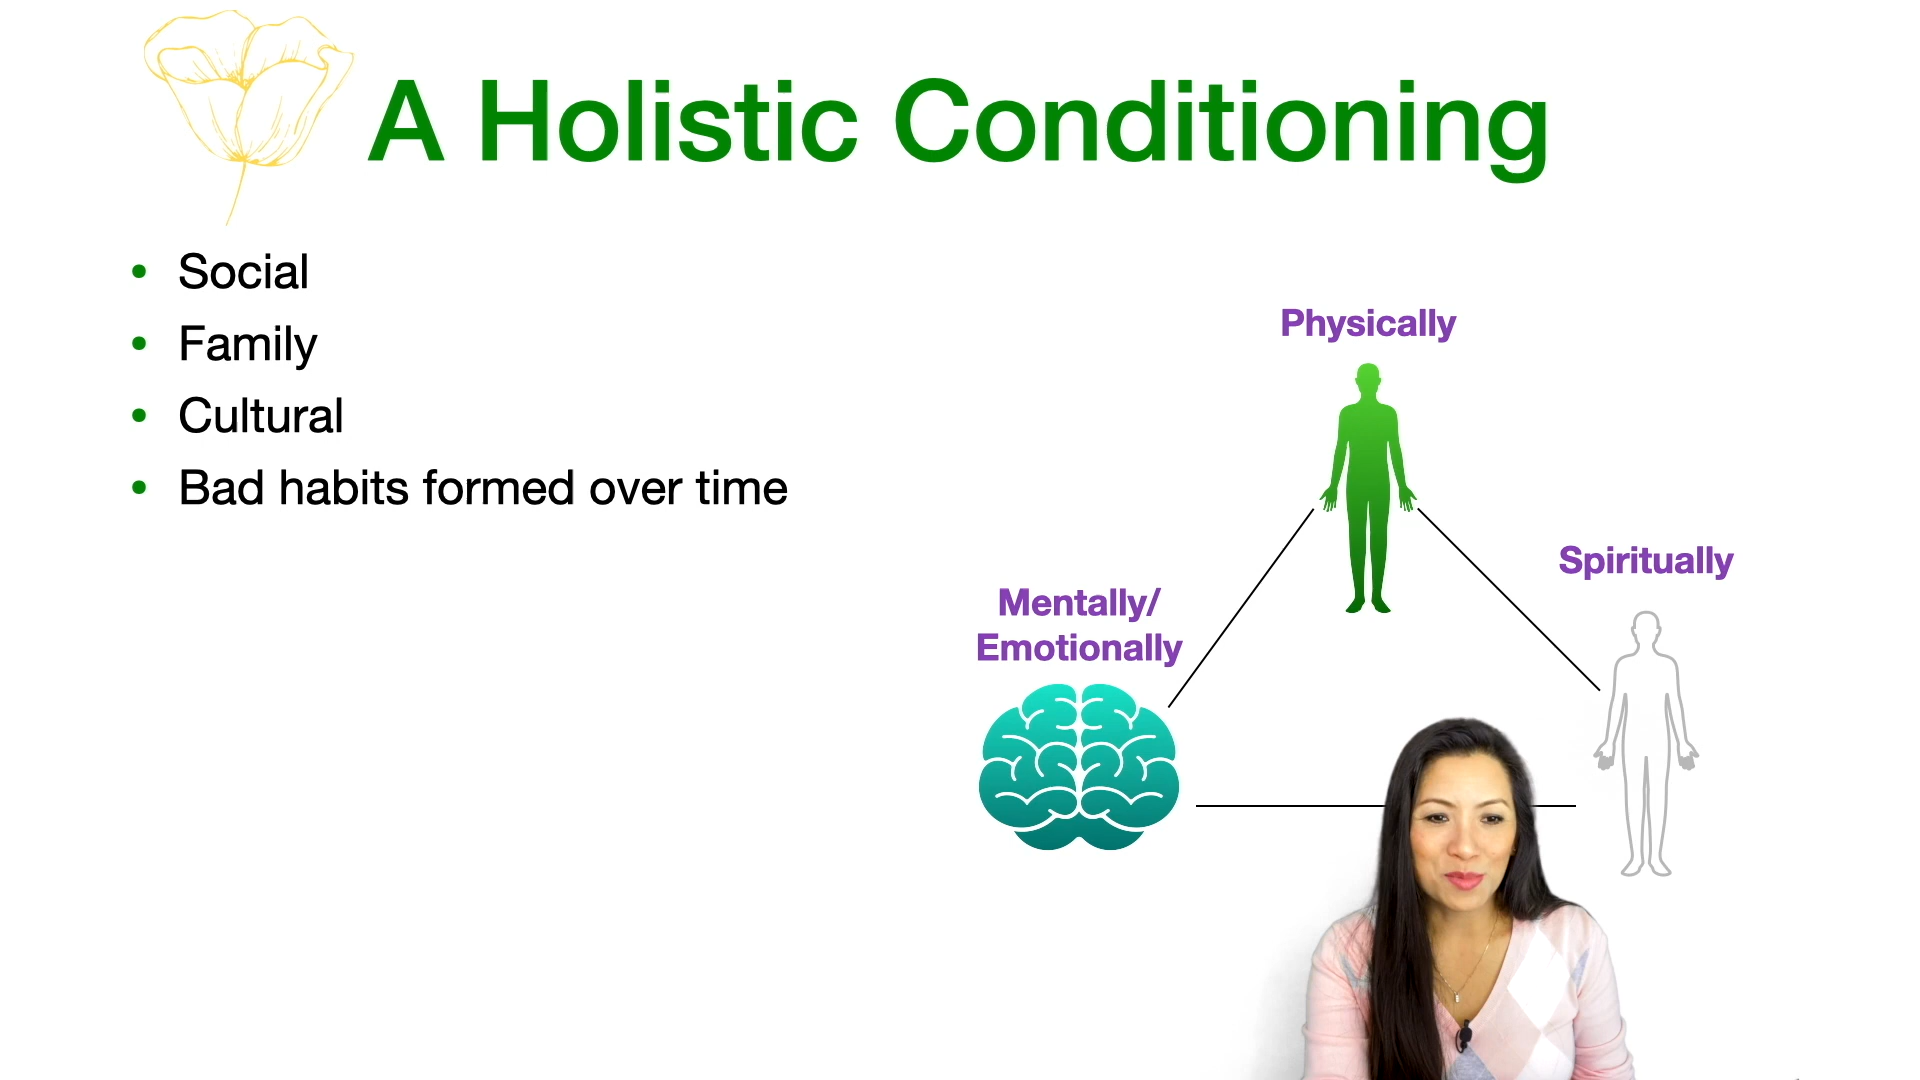 A Holistic Conditioning
• Social
• Family
• Cultural
• Bad habits formed over time
Physically
Spiritually
Mentally/
Emotionally